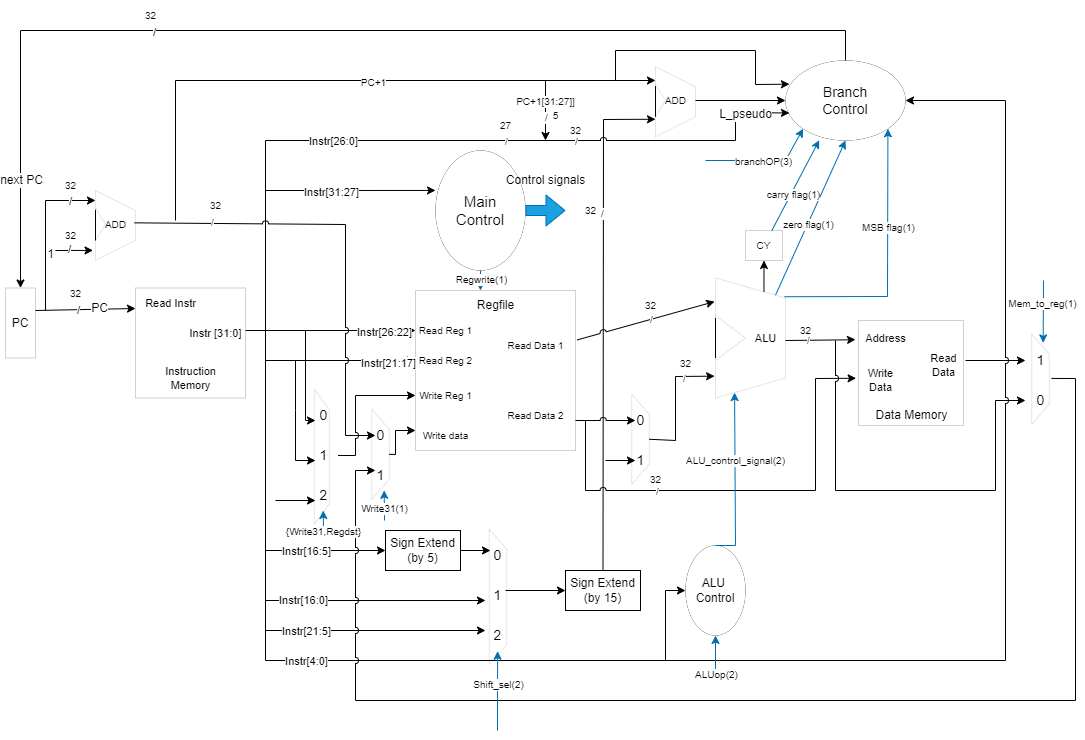 32
PC+1
PC+1[31:27]]
5
ADD
Branch
Control
L_pseudo
27
32
Instr[26:0]
branchOP(3)
next PC
32
Instr[31:27]
Main
Control
Control signals
carry flag(1)
32
32
ADD
32
1
zero flag(1)
MSB flag(1)
CY
Regwrite(1)
32
PC
PC
Read Instr
Instr [31:0]
Instruction
Memory
Instr[26:22]
Instr[21:17]
Regfile
Read Reg 1
Read Reg 2
Write Reg 1
Write data
Read Data 1
Read Data 2
32
32
ALU
32
Address
Write
Data
Read
Data
Data Memory
Mem_to_reg(1)
1
0
0
1
2
0
1
0
1
32
ALU_control_signal(2)
{Write31,Regdst}
Write31(1)
Instr[16:5]
Sign Extend
(by 5)
0
1
2
Sign Extend
(by 15)
Instr[16:0]
Instr[21:5]
Instr[4:0]
ALU
Control
ALUop(2)
Shift_sel(2)